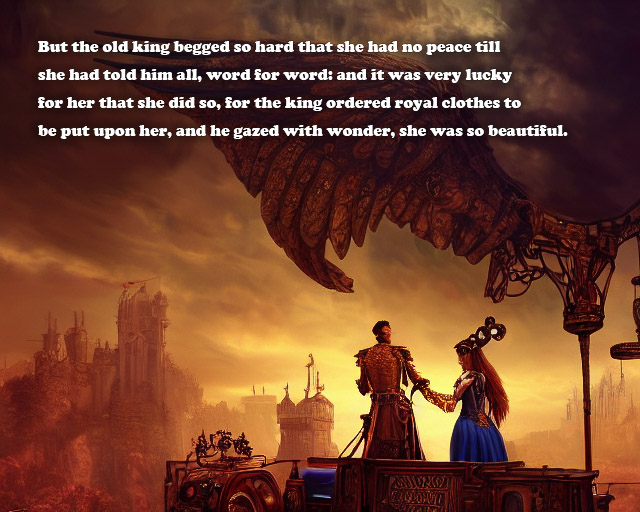 But the old king begged so hard that she had no peace till
she had told him all, word for word: and it was very lucky
for her that she did so, for the king ordered royal clothes to
be put upon her, and he gazed with wonder, she was so beautiful.